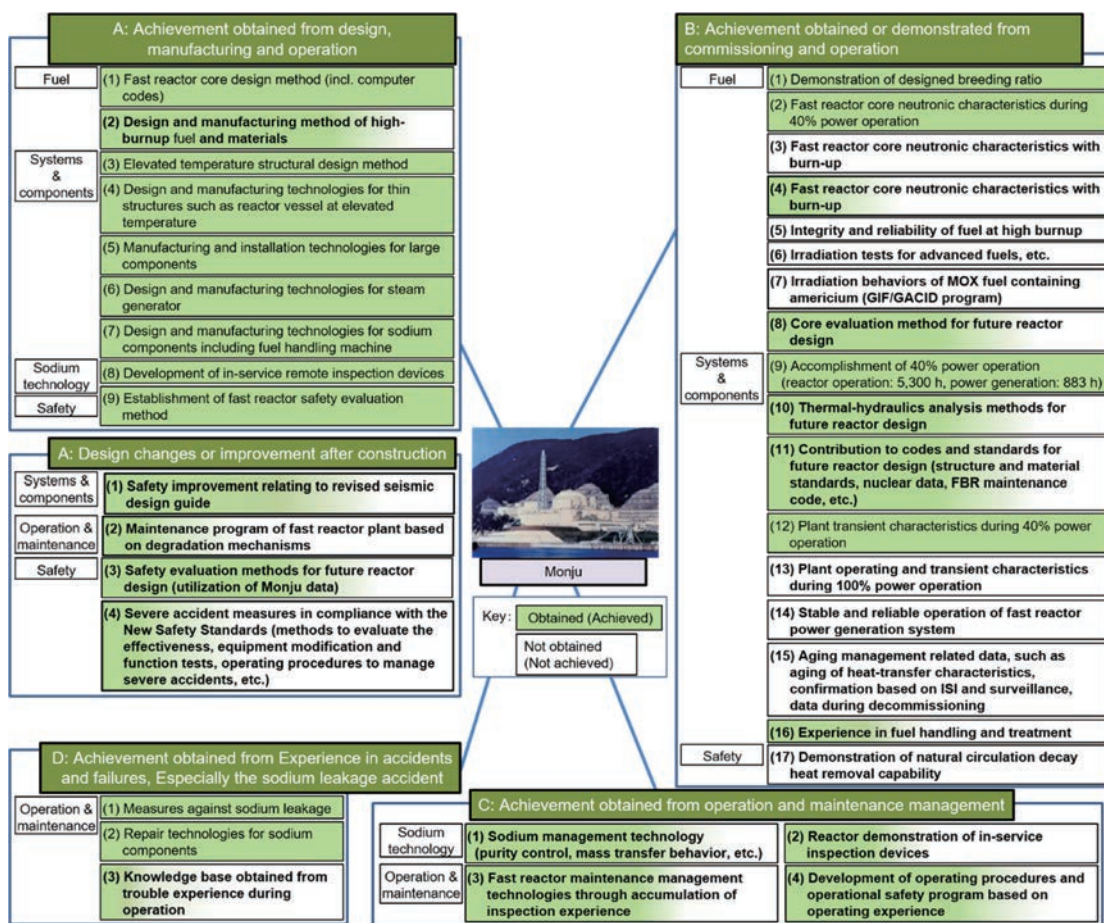 A: Achievement obtained from design,
manufacturing and operation
Fuel
(1) Fast reactor core design method (incl. computer
codes)
(2) Design and manufacturing method of high-
burnup fuel and materials
Systems
&
components
(3) Elevated temperature structural design method
(4) Design and manufacturing technologies for thin
structures such as reactor vessel at elevated
temperature
(5) Manufacturing and installation technologies for large
components
(6) Design and manufacturing technologies for steam
generator
(7) Design and manufacturing technologies for sodium
components including fuel handling machine
Sodium
technology
(8) Development of in-service remote inspection devices
Safety
(9) Establishment of fast reactor safety evaluation
method
A: Design changes or improvement after construction
Systems &
components
(1) Safety improvement relating to revised seismic
design guide
Operation &
maintenance
(2) Maintenance program of fast reactor plant based
on degradation mechanisms
Safety
(3) Safety evaluation methods for future reactor
design (utilization of Monju data)
(4) Severe accident measures in compliance with the
New Safety Standards (methods to evaluate the
effectiveness, equipment modification and
function tests, operating procedures to manage
severe accidents, etc.)
Monju
Key:
Obtained (Achieved)
Not obtained
(Not achieved)
B: Achievement obtained or demonstrated from
commissioning and operation
Fuel
(1) Demonstration of designed breeding ratio
(2) Fast reactor core neutronic characteristics during
40% power operation
(3) Fast reactor core neutronic characteristics with
burn-up
(4) Fast reactor core neutronic characteristics with
burn-up
(5) Integrity and reliability of fuel at high burnup
(6) Irradiation tests for advanced fuels, etc.
(7) Irradiation behaviors of MOX fuel containing
americium (GIF/GACID program)
(8) Core evaluation method for future reactor
design
Systems
&
components
(9) Accomplishment of 40% power operation
(reactor operation: 5,300 h, power generation: 883 h)
(10) Thermal-hydraulics analysis methods for
future reactor design
(11) Contribution to codes and standards for
future reactor design (structure and material
standards, nuclear data, FBR maintenance
code, etc.)
(12) Plant transient characteristics during 40% power
operation
(13) Plant operating and transient characteristics
during 100% power operation
(14) Stable and reliable operation of fast reactor
power generation system
(15) Aging management related data, such as
aging of heat-transfer characteristics,
confirmation based on ISI and surveillance,
data during decommissioning
(16) Experience in fuel handling and treatment
Safety
(17) Demonstration of natural circulation decay
heat removal capability
D: Achievement obtained from Experience in accidents
and failures, Especially the sodium leakage accident
Operation &
maintenance
(1) Measures against sodium leakage
(2) Repair technologies for sodium
components
(3) Knowledge base obtained from
trouble experience during
operation
C: Achievement obtained from operation and maintenance management
Sodium
technology
(1) Sodium management technology
(purity control, mass transfer behavior, etc.)
(2) Reactor demonstration of in-service
inspection devices
Operation &
maintenance
(3) Fast reactor maintenance management
technologies through accumulation of
inspection experience
(4) Development of operating procedures and
operational safety program based on
operating experience